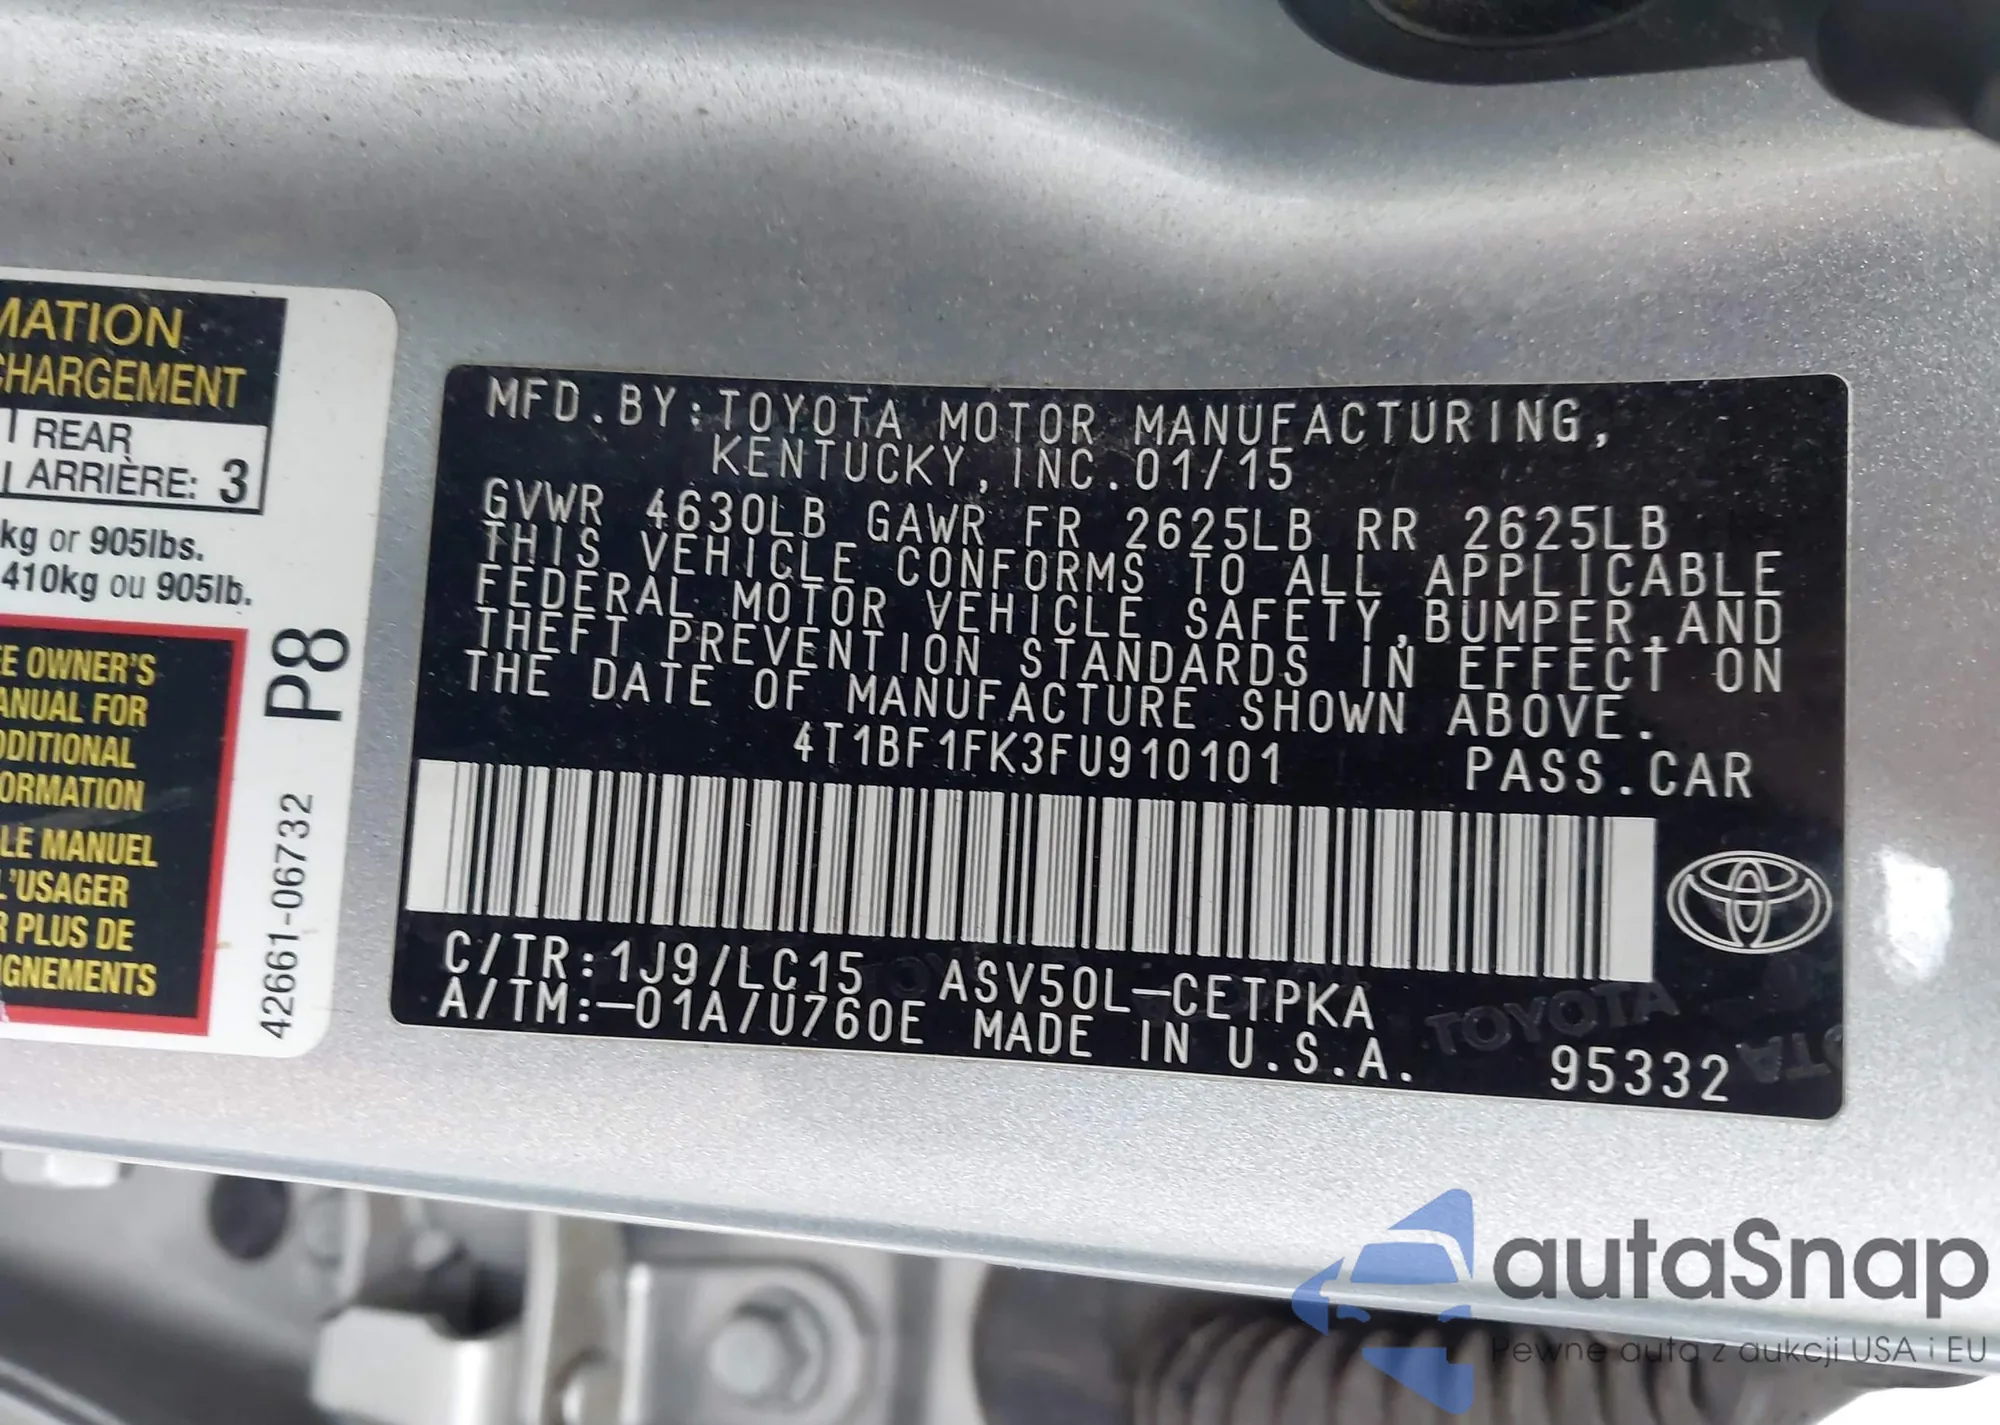 MATION
CHARGEMENT
REAR
ARRIÈRE: 3
kg or 905lbs.
410kg ou 905lb.
EE OWNER'S
ANUAL FOR
DDITIONAL
ORMATION
LE MANUEL
L'USAGER
R PLUS DE
IGNEMENTS
P8
42661-06732
MFD.BY:TOYOTA MOTOR MANUFACTURING,
KENTUCKY,INC.01/15
GVWR 4630LB GAWR FR 2625LB RR 2625LB
THIS VEHICLE CONFORMS TO ALL APPLICABLE
FEDERAL MOTOR VEHICLE SAFETY,BUMPER,AND
THEFT PREVENTION STANDARDS IN EFFECT ON
THE DATE OF MANUFACTURE SHOWN ABOVE.
4T1BF1FK3FU910101 PASS.CAR
C/TR:1J9/LC15 ASV50L-CETPKA
A/TM:-01A/U760E MADE IN U.S.A. 95332
TOYOTA
autaSnap
Pewne auta z aukcji USA i EU